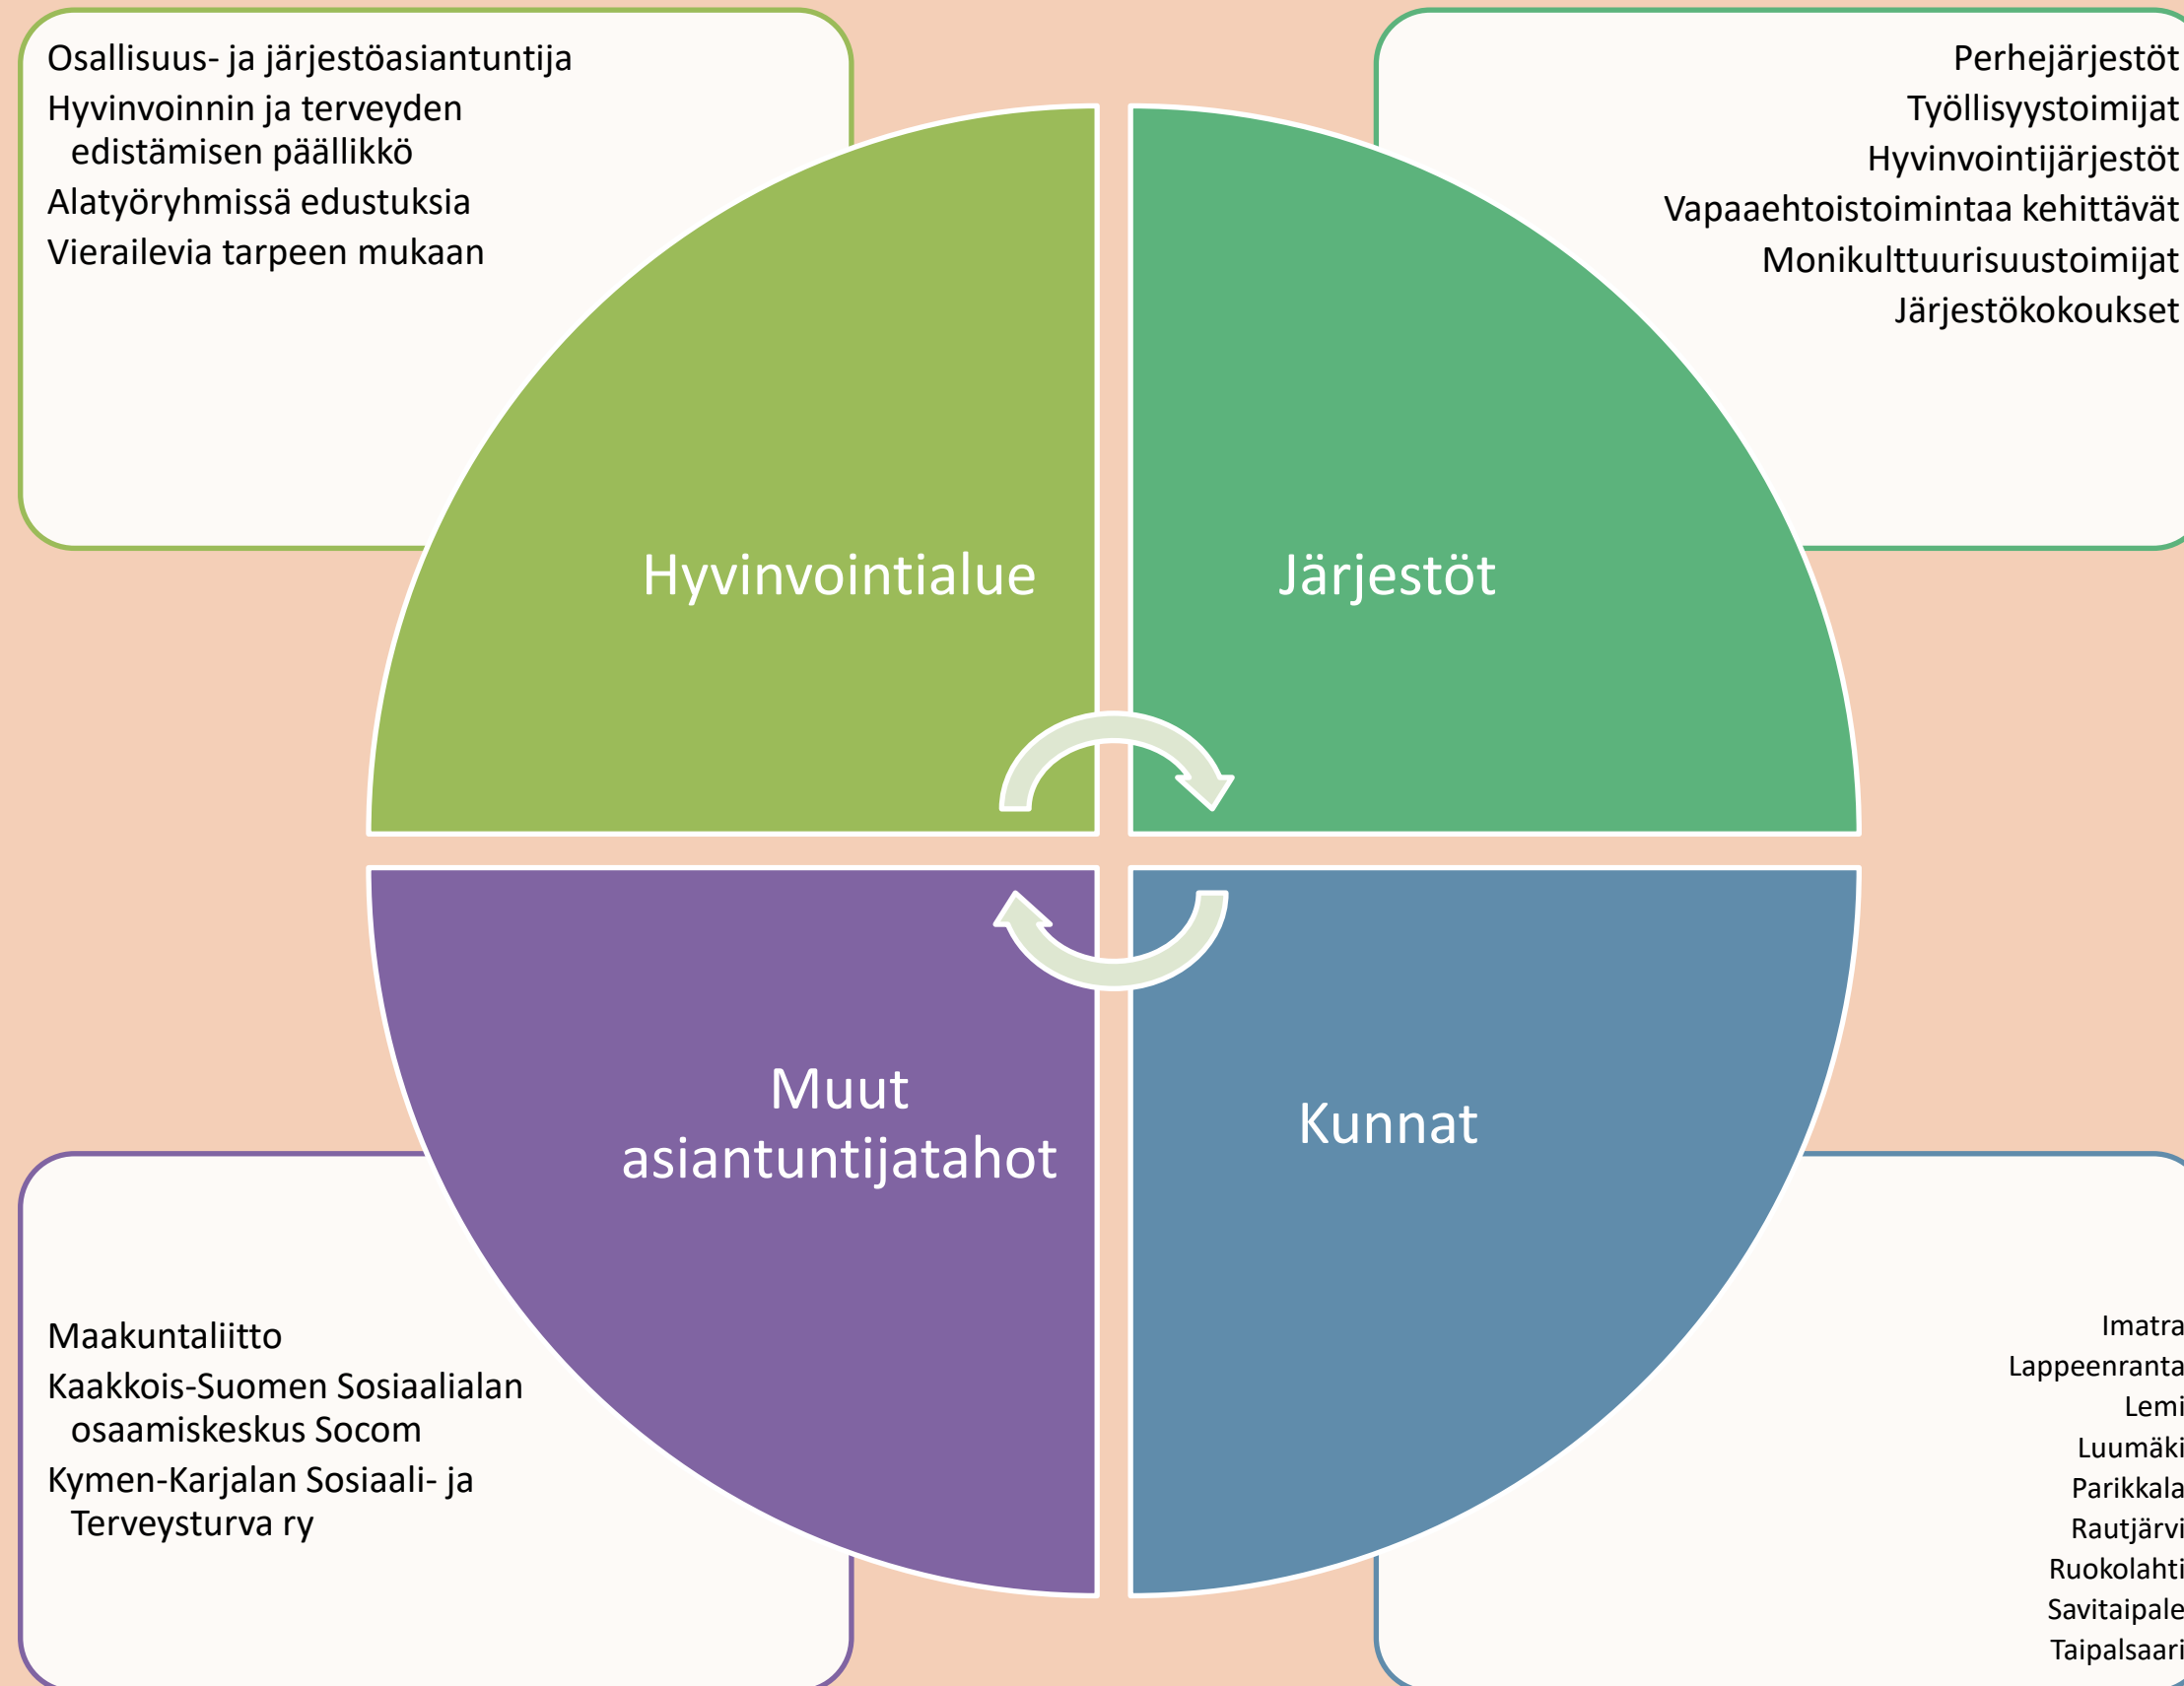 Osallisuus- ja järjestöasiantuntija
Hyvinvoinnin ja terveyden
edistämisen päällikkö
Alatyöryhmissä edustuksia
Vierailevia tarpeen mukaan
Perhejärjestöt
Työllisyystoimijat
Hyvinvointijärjestöt
Vapaaehtoistoimintaa kehittävät
Monikulttuurisuustoimijat
Järjestökokoukset
Hyvinvointialue
Järjestöt
Muut
asiantuntijatahot
Kunnat
Maakuntaliitto
Kaakkois-Suomen Sosiaalialan
osaamiskeskus Socom
Kymen-Karjalan Sosiaali- ja
Terveysturva ry
Imatra
Lappeenranta
Lemi
Luumäki
Parikkala
Rautjärvi
Ruokolahti
Savitaipale
Taipalsaari